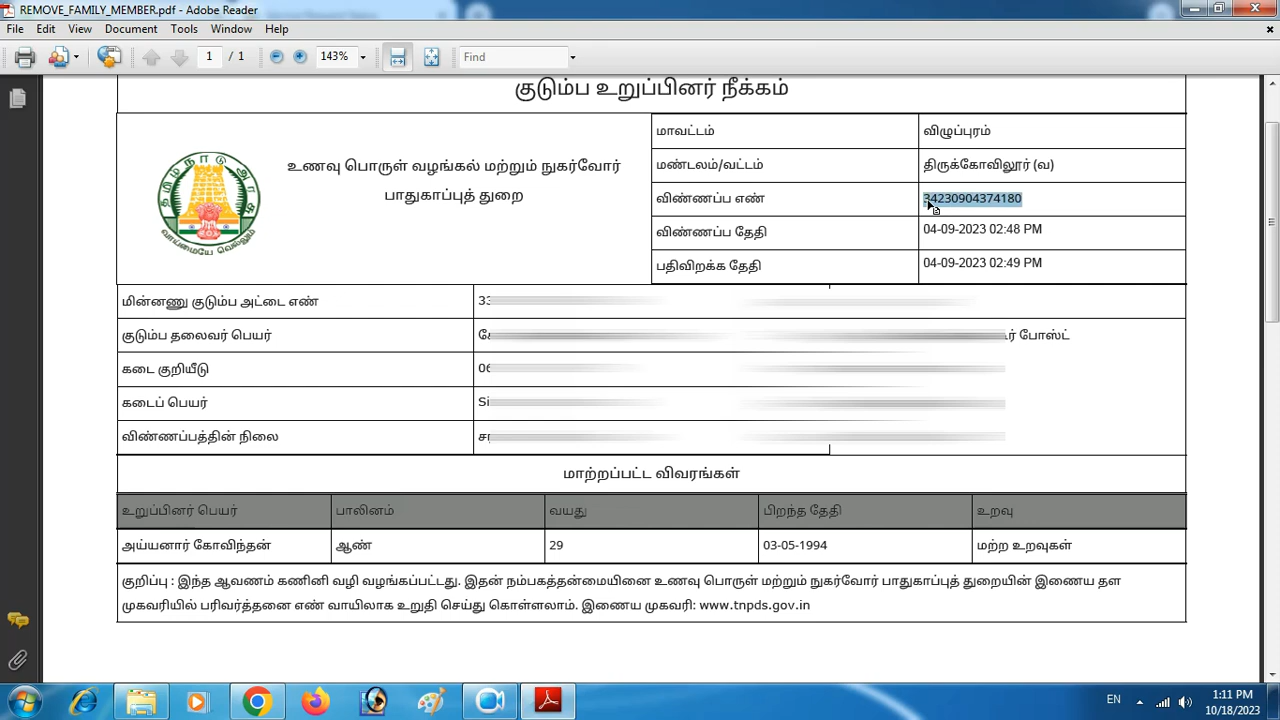 REMOVE_FAMILY_MEMBER.pdf - Adobe Reader
File Edit View Document Tools Window Help
1 / 1 143% Find
குடும்ப உறுப்பினர் நீக்கம்
உணவு பொருள் வழங்கல் மற்றும் நுகர்வோர்
பாதுகாப்புத் துறை
மாவட்டம் விழுப்புரம்
மண்டலம்/வட்டம் திருக்கோவிலூர் (வ)
விண்ணப்ப எண் 34230904374180
விண்ணப்ப தேதி 04-09-2023 02:48 PM
பதிவிறக்க தேதி 04-09-2023 02:49 PM
மின்னணு குடும்ப அட்டை எண் 33
குடும்ப தலைவர் பெயர் போஸ்ட்
கடை குறியீடு 06
கடைப் பெயர் Si
விண்ணப்பத்தின் நிலை
மாற்றப்பட்ட விவரங்கள்
உறுப்பினர் பெயர் பாலினம் வயது பிறந்த தேதி உறவு
அய்யனார் கோவிந்தன் ஆண் 29 03-05-1994 மற்ற உறவுகள்
குறிப்பு : இந்த ஆவணம் கணினி வழி வழங்கப்பட்டது. இதன் நம்பகத்தன்மையினை உணவு பொருள் மற்றும் நுகர்வோர் பாதுகாப்புத் துறையின் இணைய தள
முகவரியில் பரிவர்த்தனை எண் வாயிலாக உறுதி செய்து கொள்ளலாம். இணைய முகவரி: www.tnpds.gov.in
EN 1:11 PM
10/18/2023